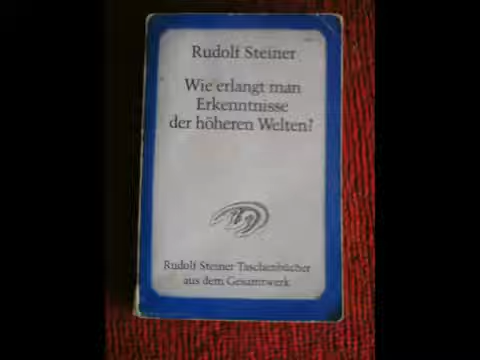 Rudolf Steiner
Wie erlangt man
Erkenntnisse
der höheren Welten?
Rudolf Steiner Taschenbücher
aus dem Gesamtwerk